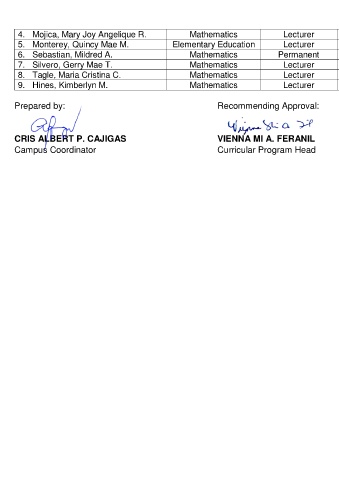 4. Mojica, Mary Joy Angelique R. Mathematics Lecturer
5. Monterey, Quincy Mae M. Elementary Education Lecturer
6. Sebastian, Mildred A. Mathematics Permanent
7. Silvero, Gerry Mae T. Mathematics Lecturer
8. Tagle, Maria Cristina C. Mathematics Lecturer
9. Hines, Kimberlyn M. Mathematics Lecturer
Prepared by: Recommending Approval:
CRIS ALBERT P. CAJIGAS VIENNA MI A. FERANIL
Campus Coordinator Curricular Program Head